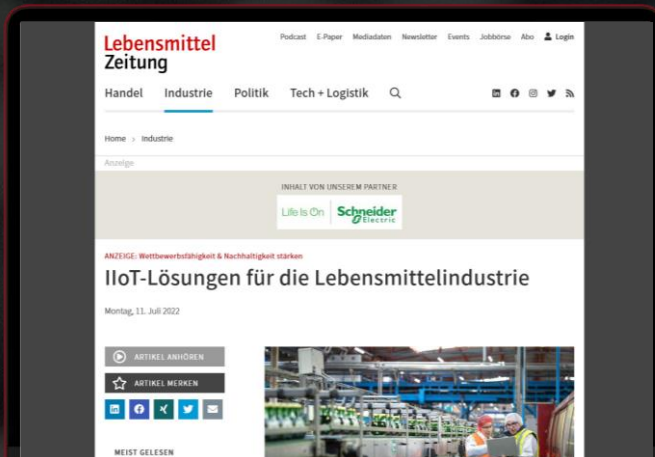 Lebensmittel
Zeitung
Podcast E-Paper Mediadaten Newsletter Events Jobbörse Abo Login
Handel Industrie Politik Tech + Logistik
Home > Industrie
Anzeige
INHALT VON UNSEREM PARTNER
Life Is On Schneider
Electric
ANZEIGE: Wettbewerbsfähigkeit & Nachhaltigkeit stärken
IIoT-Lösungen für die Lebensmittelindustrie
Montag, 11. Juli 2022
ARTIKEL ANHÖREN
ARTIKEL MERKEN
MEIST GELESEN